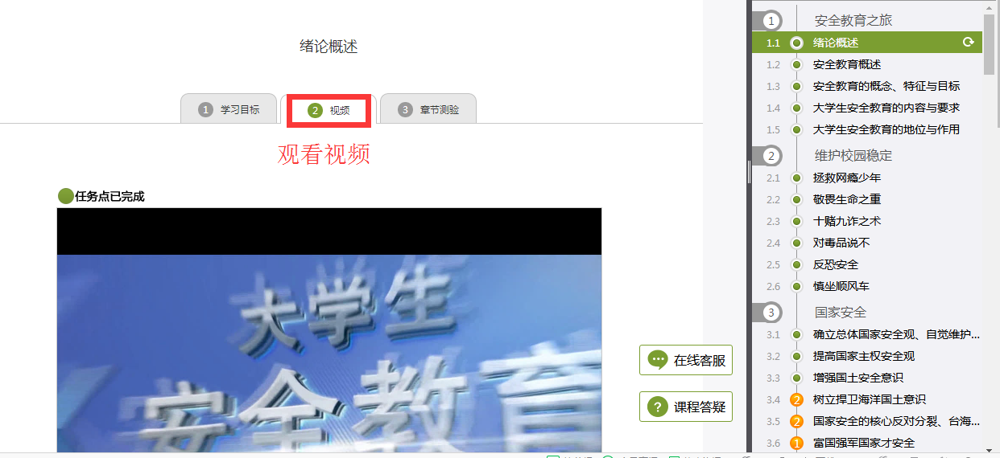 绪论概述
1 学习目标
2 视频
3 章节测验
观看视频
任务点已完成
大学生
安全教育
在线客服
? 课程答疑
1 安全教育之旅
1.1 绪论概述
1.2 安全教育概述
1.3 安全教育的概念、特征与目标
1.4 大学生安全教育的内容与要求
1.5 大学生安全教育的地位与作用
2 维护校园稳定
2.1 拯救网瘾少年
2.2 敬畏生命之重
2.3 十赌九诈之术
2.4 对毒品说不
2.5 反恐安全
2.6 慎坐顺风车
3 国家安全
3.1 确立总体国家安全观、自觉维护...
3.2 提高国家主权安全观
3.3 增强国土安全意识
3.4 2 树立捍卫海洋国土意识
3.5 2 国家安全的核心反对分裂、台海...
3.6 1 富国强军国家才安全